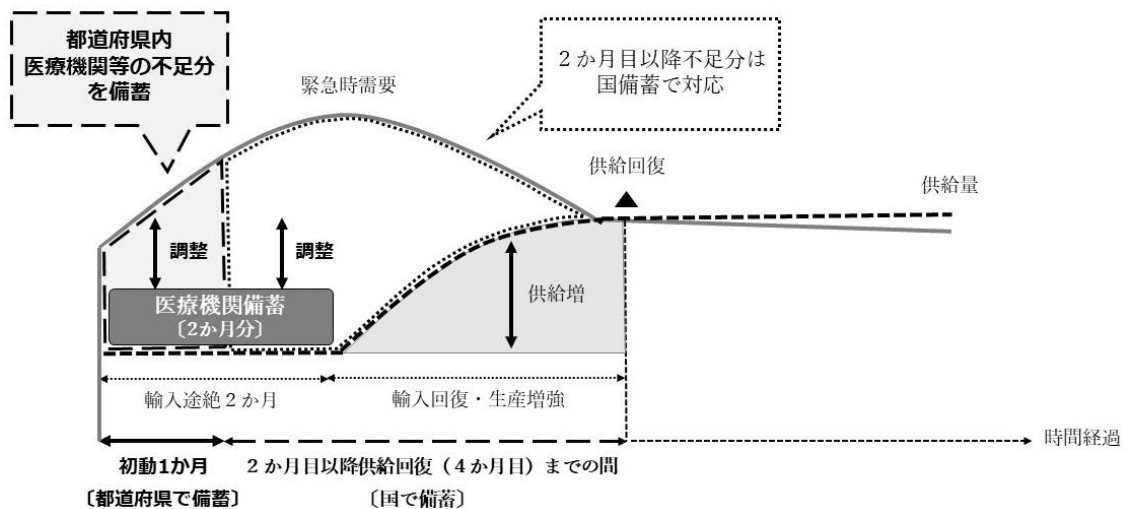 都道府県内
医療機関等の不足分
を備蓄
２か月目以降不足分は
国備蓄で対応
緊急時需要
供給回復
供給量
調整
調整
医療機関備蓄
〔2か月分〕
供給増
輸入途絶２か月
輸入回復・生産増強
時間経過
初動1か月
〔都道府県で備蓄〕
２か月目以降供給回復（４か月目）までの間
〔国で備蓄〕